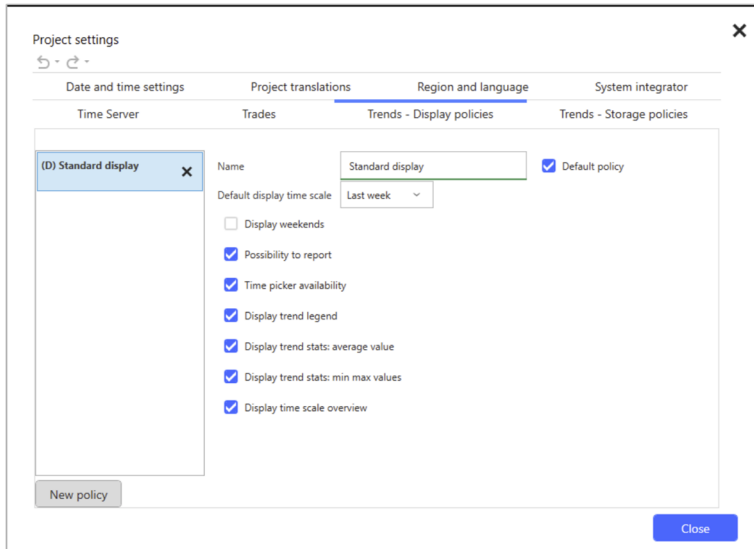 Project settings
Date and time settings Project translations Region and language System integrator
Time Server Trades Trends - Display policies Trends - Storage policies
(D) Standard display
Name Standard display Default policy
Default display time scale Last week
Display weekends
Possibility to report
Time picker availability
Display trend legend
Display trend stats: average value
Display trend stats: min max values
Display time scale overview
New policy
Close